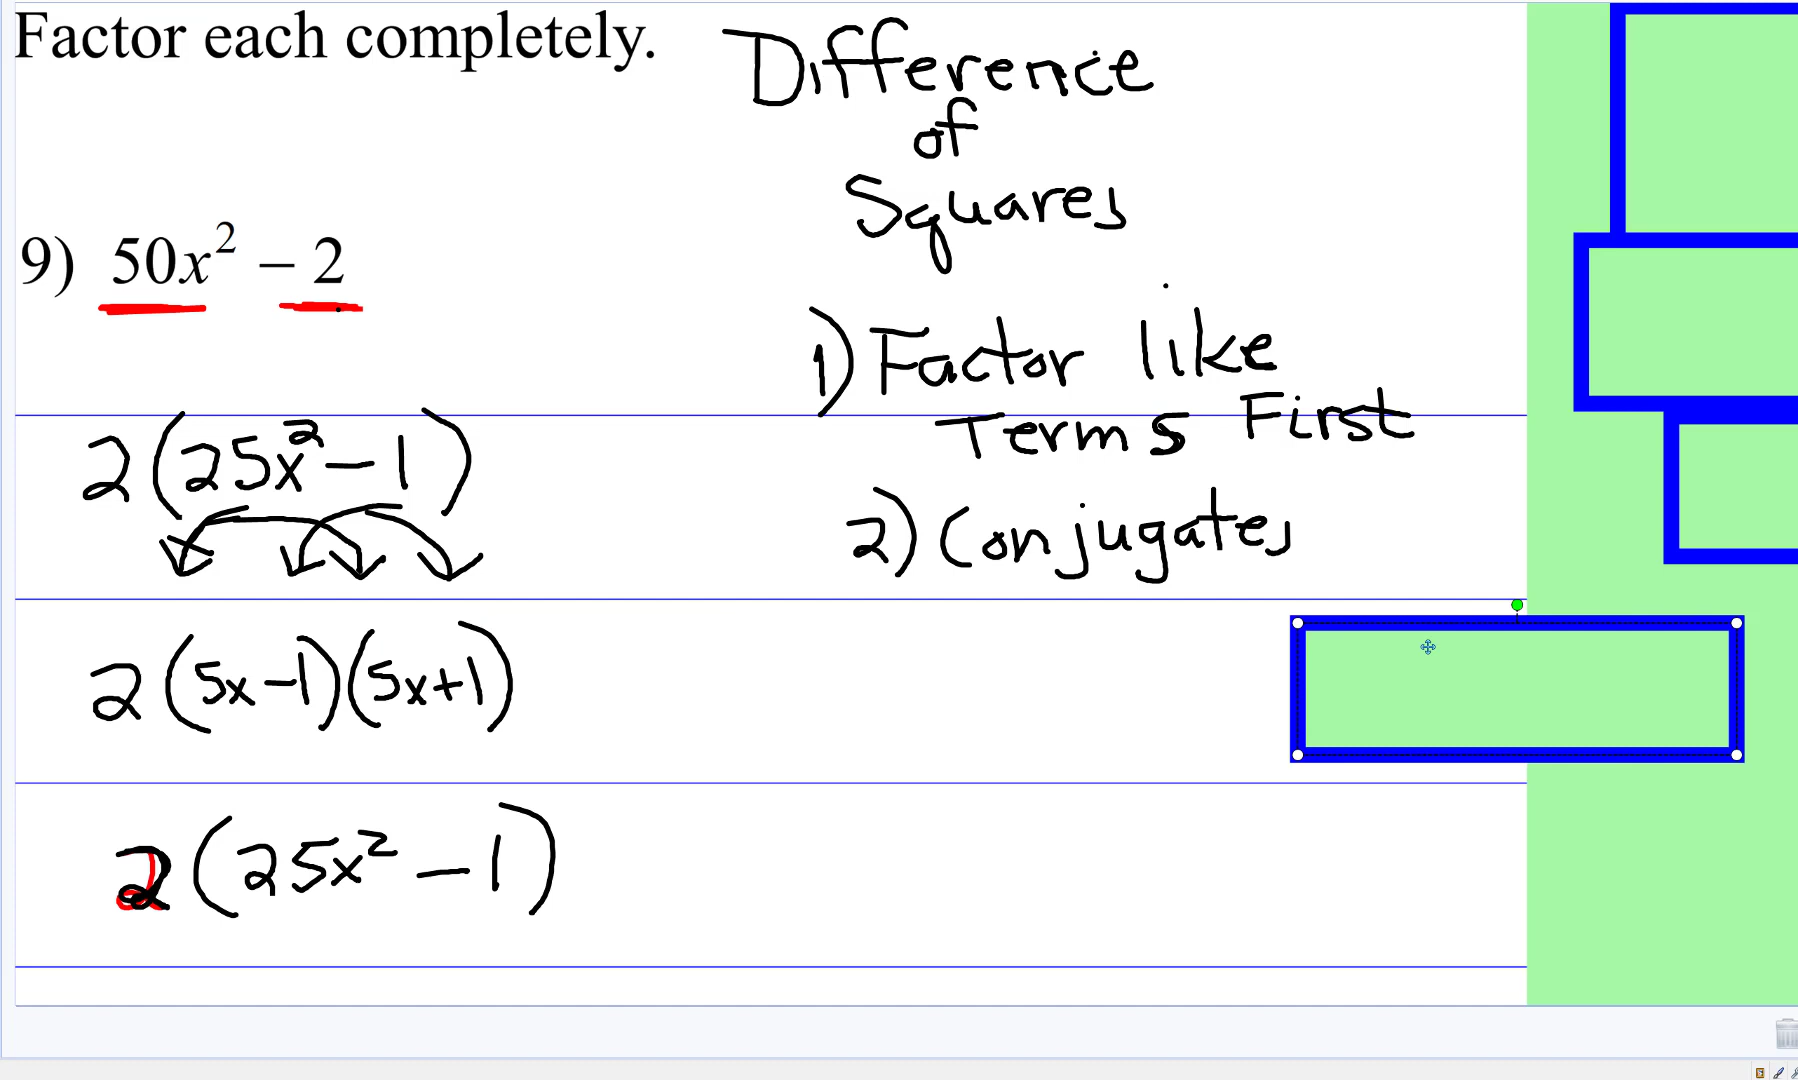 Factor each completely.
Difference
of
Squares
9) 50x² – 2
1) Factor like
Terms First
2) Conjugates
2(25x² – 1)
2(5x – 1)(5x + 1)
2(25x² – 1)